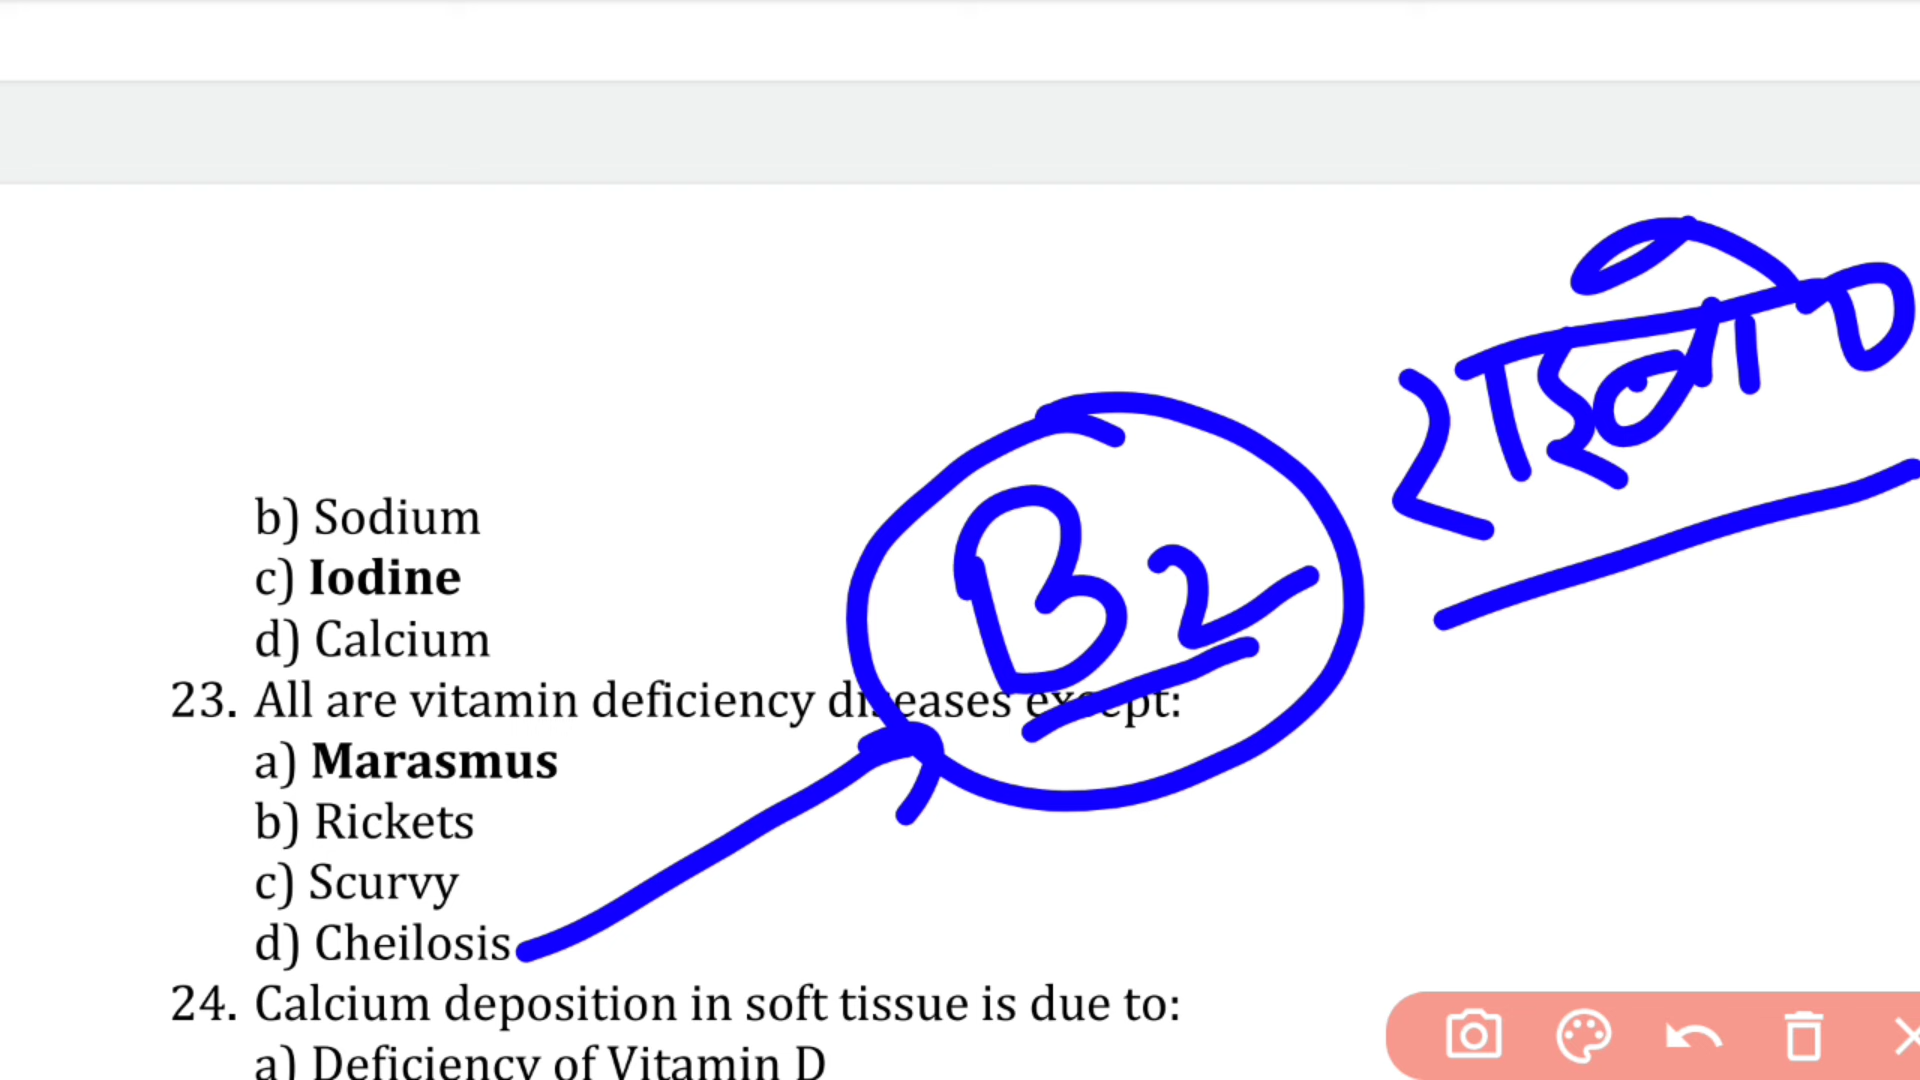 b) Sodium
c) Iodine
d) Calcium
23. All are vitamin deficiency diseases except:
a) Marasmus
b) Rickets
c) Scurvy
d) Cheilosis
24. Calcium deposition in soft tissue is due to:
a) Deficiency of Vitamin D
B2